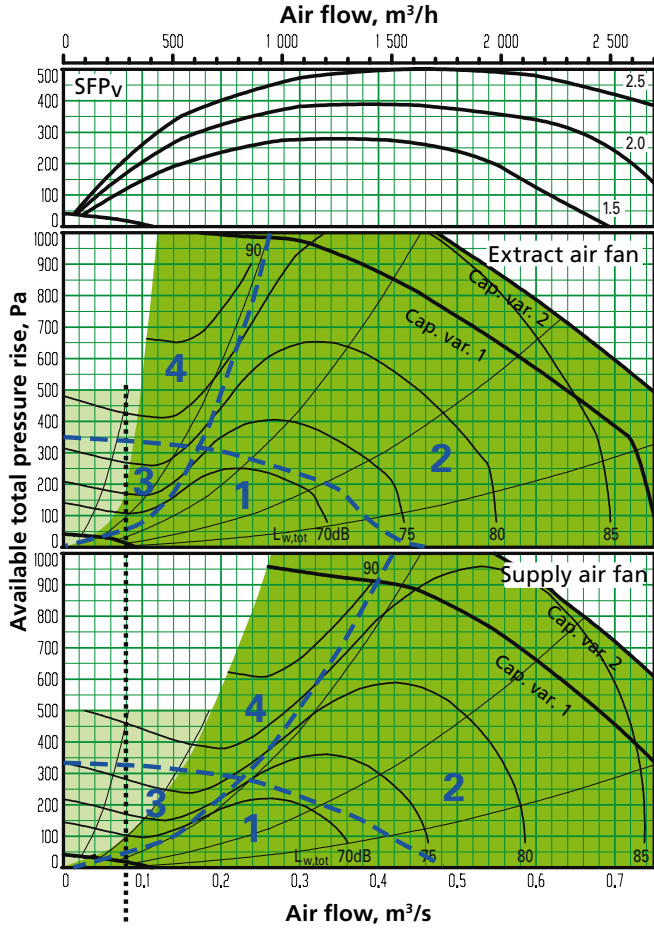 Air flow, m³/h
0 500 1 000 1 500 2 000 2 500
500
SFPv
2.5
400
300
2.0
200
100
1.5
0
1000
90
Extract air fan
900
Cap. var. 2
800
Cap. var. 1
700
600
4
500
400
300
2
200
3
1
100
0
Lw,tot 70dB 75 80 85
Available total pressure rise, Pa
1000
90
Supply air fan
900
Cap. var. 2
800
Cap. var. 1
700
600
4
500
400
300
2
200
3
1
100
0
Lw,tot 70dB 75 80 85
0 0.1 0.2 0.3 0.4 0.5 0.6 0.7
Air flow, m³/s